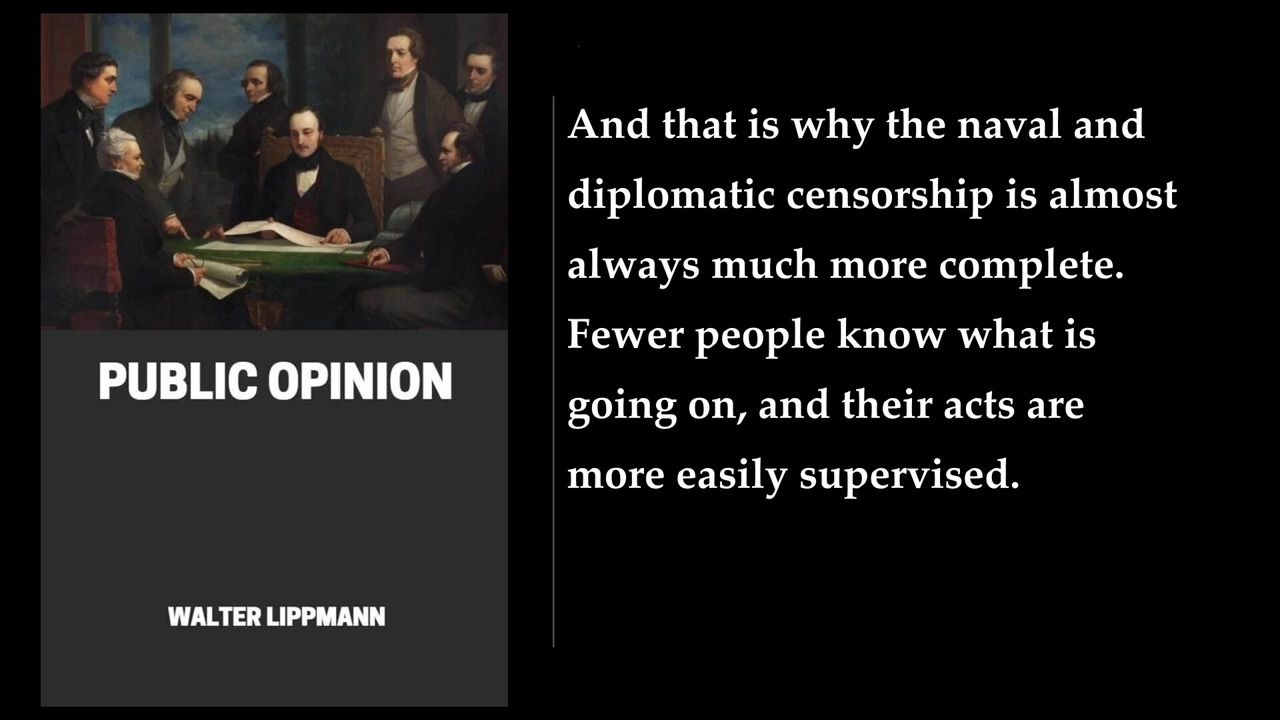 PUBLIC OPINION
WALTER LIPPMANN
And that is why the naval and
diplomatic censorship is almost
always much more complete.
Fewer people know what is
going on, and their acts are
more easily supervised.